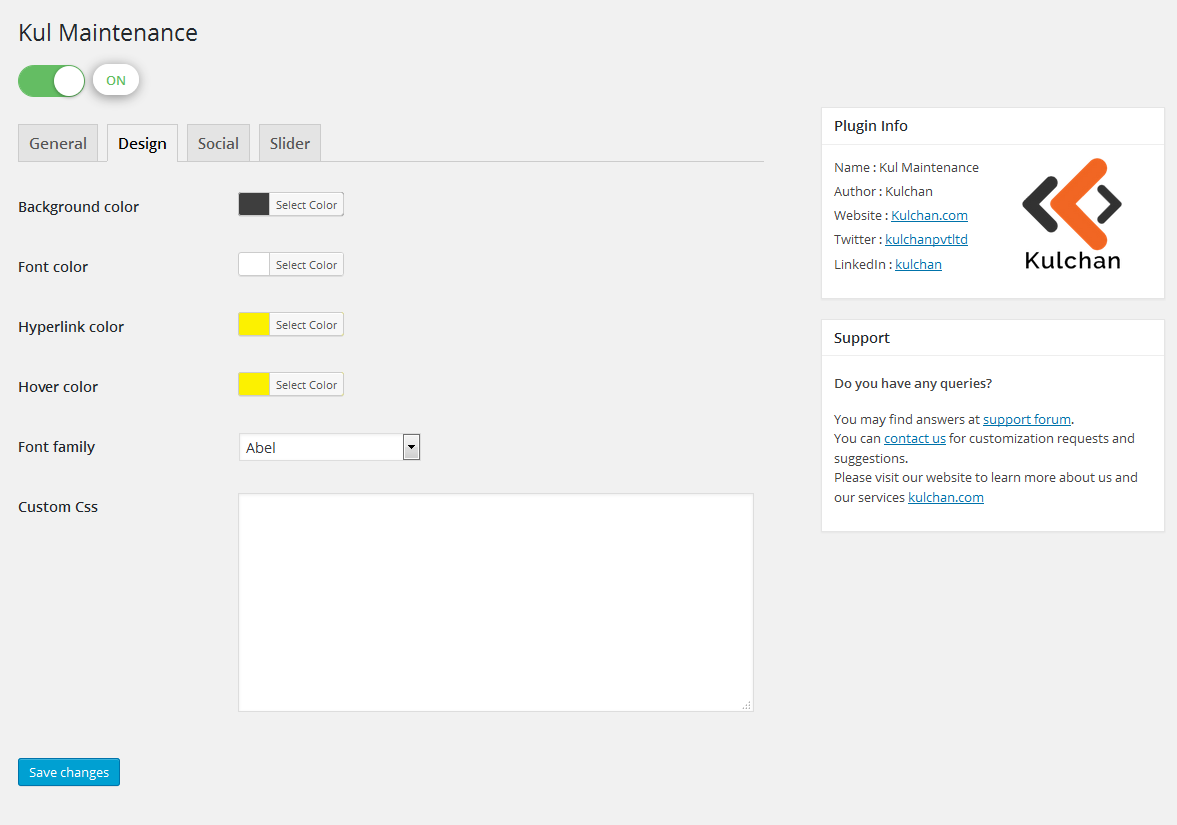 Kul Maintenance
ON
General Design Social Slider
Background color Select Color
Font color Select Color
Hyperlink color Select Color
Hover color Select Color
Font family Abel
Custom Css
Save changes
Plugin Info
Name : Kul Maintenance
Author : Kulchan
Website : Kulchan.com
Twitter : kulchanpvtltd
LinkedIn : kulchan
Kulchan
Support
Do you have any queries?
You may find answers at support forum.
You can contact us for customization requests and
suggestions.
Please visit our website to learn more about us and
our services kulchan.com